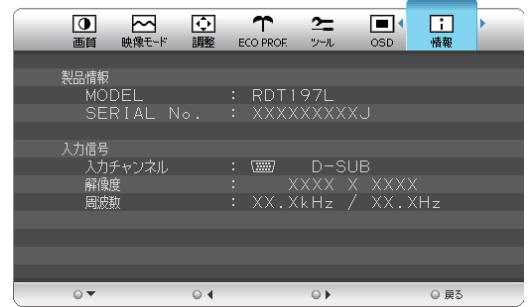 画質 映像モード 調整 ECO PROF. ツール OSD 情報
製品情報
MODEL : RDT197L
SERIAL No. : XXXXXXXXXJ
入力信号
入力チャンネル : D-SUB
解像度 : XXXX X XXXX
周波数 : XX.XkHz / XX.XHz
戻る